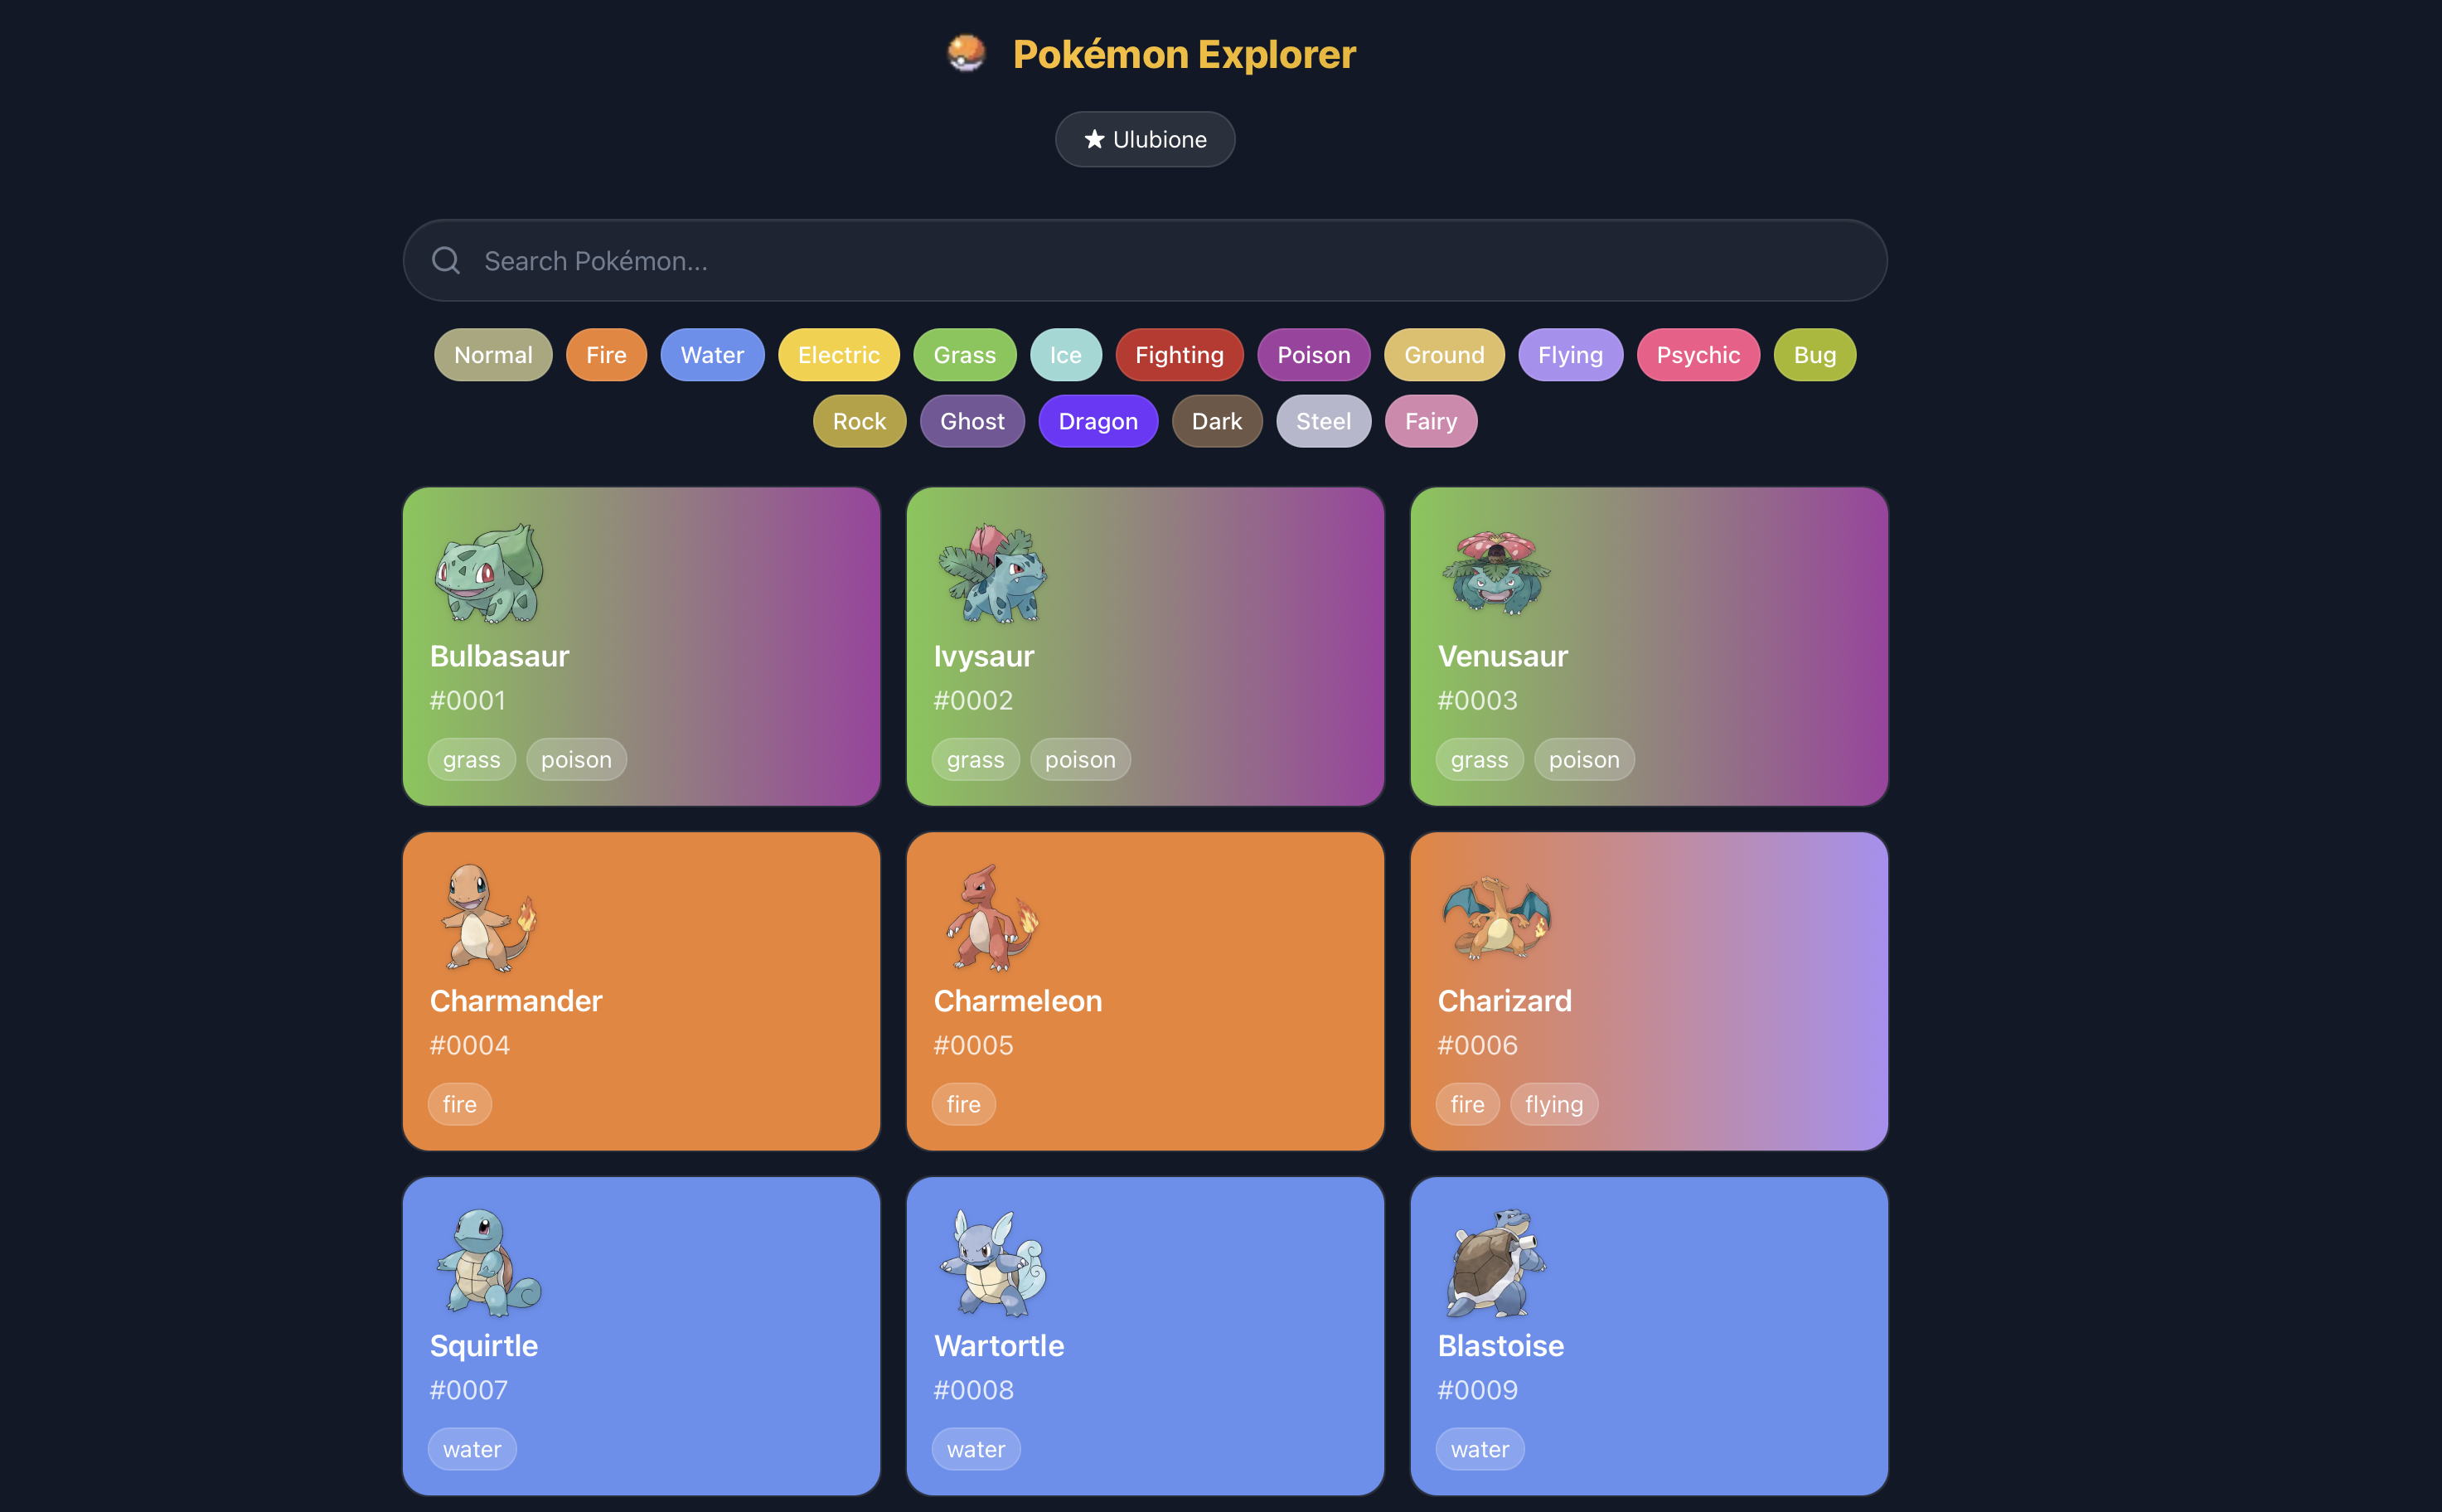 Pokémon Explorer
★ Ulubione
Search Pokémon...
Normal Fire Water Electric Grass Ice Fighting Poison Ground Flying Psychic Bug
Rock Ghost Dragon Dark Steel Fairy
Bulbasaur Ivysaur Venusaur
#0001 #0002 #0003
grass poison grass poison grass poison
Charmander Charmeleon Charizard
#0004 #0005 #0006
fire fire fire flying
Squirtle Wartortle Blastoise
#0007 #0008 #0009
water water water